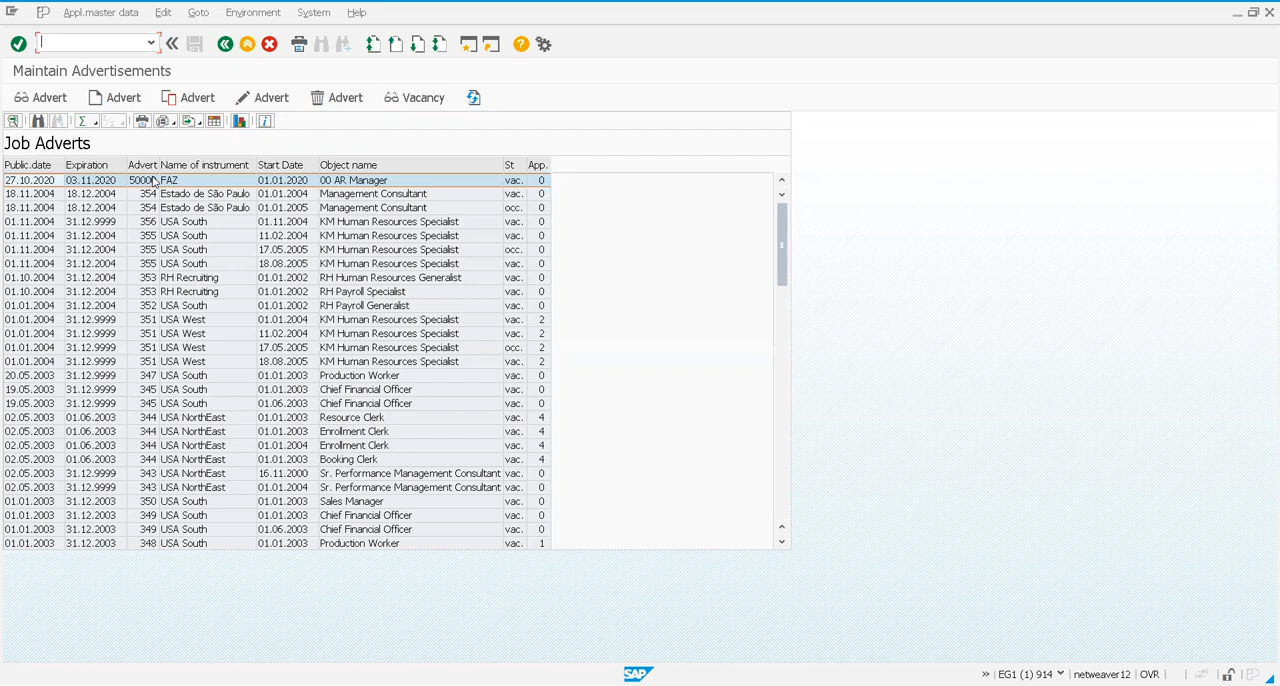 Appl.master data Edit Goto Environment System Help
Maintain Advertisements
Advert Advert Advert Advert Advert Vacancy
Job Adverts
Public.date Expiration Advert Name of instrument Start Date Object name St App.
27.10.2020 03.11.2020 FAZ 01.01.2020 00 AR Manager vac. 0
18.11.2004 18.12.2004 354 Estado de São Paulo 01.01.2004 Management Consultant vac. 0
18.11.2004 18.12.2004 354 Estado de São Paulo 01.01.2005 Management Consultant occ. 0
01.11.2004 31.12.9999 356 USA South 01.11.2004 KM Human Resources Specialist vac. 0
01.11.2004 31.12.9999 355 USA South 11.02.2004 KM Human Resources Specialist vac. 0
01.11.2004 31.12.9999 355 USA South 17.05.2005 KM Human Resources Specialist occ. 0
01.11.2004 31.12.9999 355 USA South 18.08.2005 KM Human Resources Specialist vac. 0
01.10.2004 31.12.2004 353 RH Recruiting 01.01.2002 RH Human Resources Generalist vac. 0
01.10.2004 31.12.2004 353 RH Recruiting 01.01.2002 RH Payroll Specialist vac. 0
01.01.2004 31.12.2004 352 USA South 01.01.2002 RH Payroll Generalist vac. 0
01.01.2004 31.12.9999 351 USA West 01.01.2004 KM Human Resources Specialist vac. 2
01.01.2004 31.12.9999 351 USA West 11.02.2004 KM Human Resources Specialist vac. 2
01.01.2004 31.12.9999 351 USA West 17.05.2005 KM Human Resources Specialist occ. 2
01.01.2004 31.12.9999 351 USA West 18.08.2005 KM Human Resources Specialist vac. 2
20.05.2003 31.12.9999 347 USA South 01.01.2003 Production Worker vac. 0
19.05.2003 31.12.9999 345 USA South 01.01.2003 Chief Financial Officer vac. 0
19.05.2003 31.12.9999 345 USA South 01.06.2003 Chief Financial Officer vac. 0
02.05.2003 01.06.2003 344 USA NorthEast 01.01.2003 Resource Clerk vac. 4
02.05.2003 01.06.2003 344 USA NorthEast 01.01.2003 Enrollment Clerk vac. 4
02.05.2003 01.06.2003 344 USA NorthEast 01.01.2004 Enrollment Clerk vac. 4
02.05.2003 01.06.2003 344 USA NorthEast 01.01.2003 Booking Clerk vac. 4
02.05.2003 31.12.9999 343 USA NorthEast 16.11.2000 Sr. Performance Management Consultant vac. 0
02.05.2003 31.12.9999 343 USA NorthEast 01.01.2004 Sr. Performance Management Consultant vac. 0
01.01.2003 31.12.2003 350 USA South 01.01.2003 Sales Manager vac. 0
01.01.2003 31.12.2003 349 USA South 01.01.2003 Chief Financial Officer vac. 0
01.01.2003 31.12.2003 349 USA South 01.06.2003 Chief Financial Officer vac. 0
01.01.2003 31.12.2003 348 USA South 01.01.2003 Production Worker vac. 1
SAP EG1 (1) 914 netweaver12 OVR